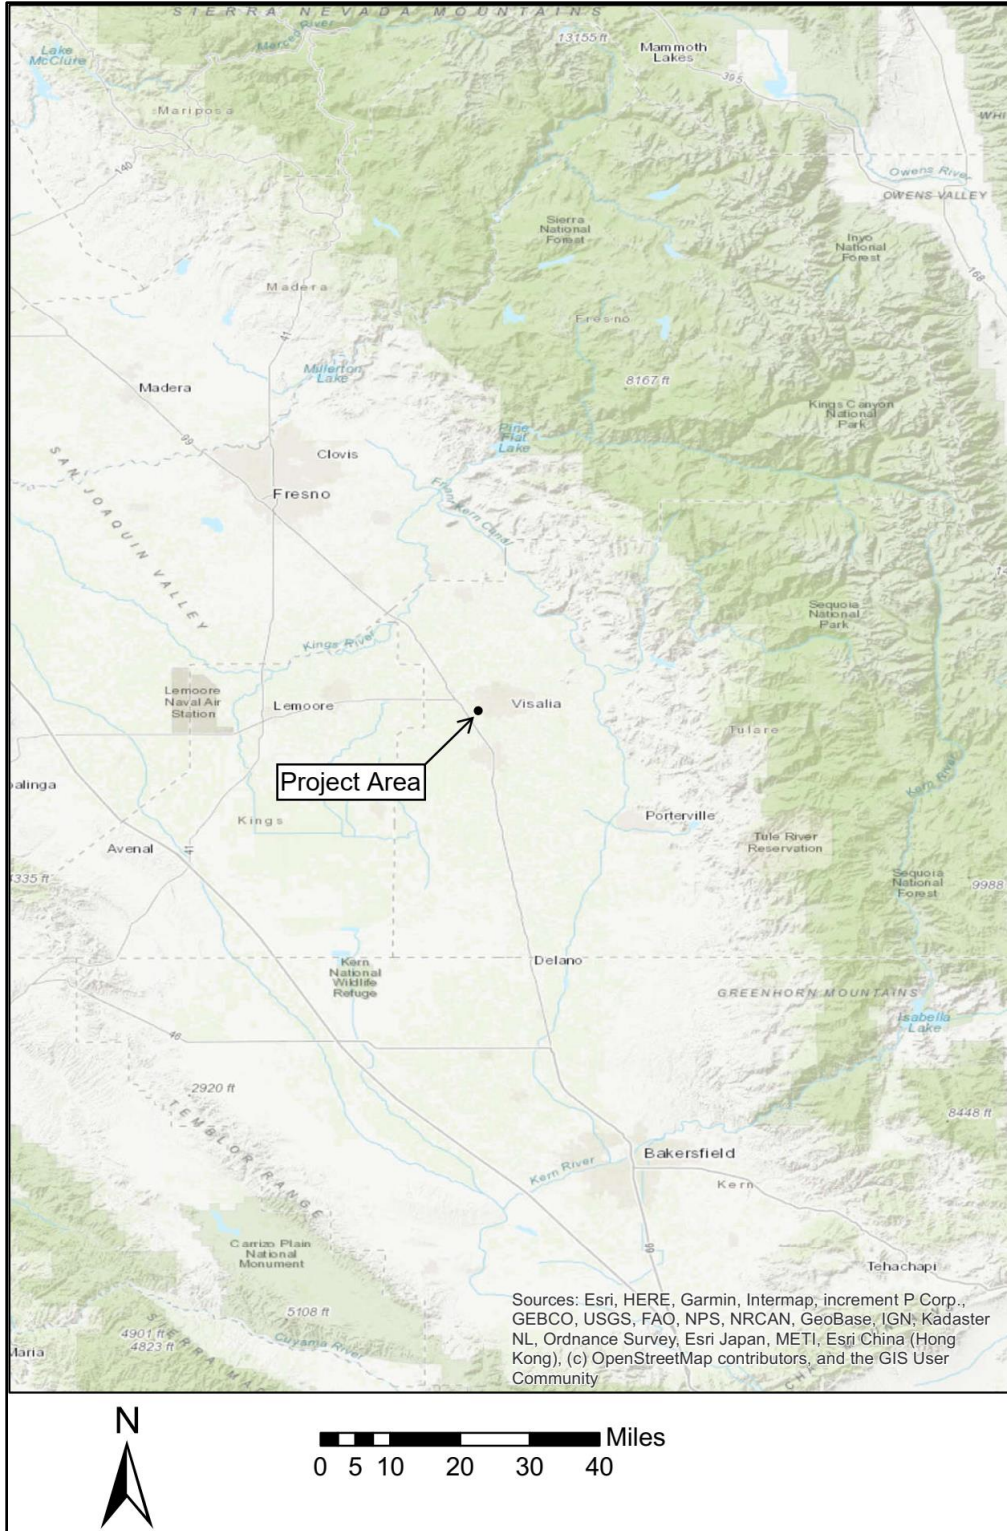 SIERRA NEVADA MOUNTAINS
Merced River
13155 ft
Lake
McClure
Mammoth
Lakes
395
Mariposa
140
Owens River
OWENS VALLEY
Sierra
National
Forest
Inyo
National
Forest
168
Madera
41
Fresno
Millerton
Lake
8167 ft
Madera
Kings Canyon
National
Park
99
Pine
Flat
Lake
Clovis
SAN JOAQUIN VALLEY
Fresno
Friant Kern Canal
Sequoia
National
Park
Kings River
Lemoore
Naval Air
Station
Lemoore
Visalia
Tulare
Kern River
Project Area
alinga
Kings
Porterville
Tule River
Reservation
Avenal
41
4335 ft
Sequoia
National
Forest
9988
Kern
National
Wildlife
Refuge
Delano
GREENHORN MOUNTAINS
Isabella
Lake
46
2920 ft
TEMBLOR RANGE
8448 ft
Bakersfield
Kern River
Kern
99
Carrizo Plain
National
Monument
Tehachapi
5108 ft
4901 ft
4823 ft
Cuyama River
Maria
Sources: Esri, HERE, Garmin, Intermap, increment P Corp.,
GEBCO, USGS, FAO, NPS, NRCAN, GeoBase, IGN, Kadaster
NL, Ordnance Survey, Esri Japan, METI, Esri China (Hong
Kong), (c) OpenStreetMap contributors, and the GIS User
Community
N
Miles
0 5 10 20 30 40